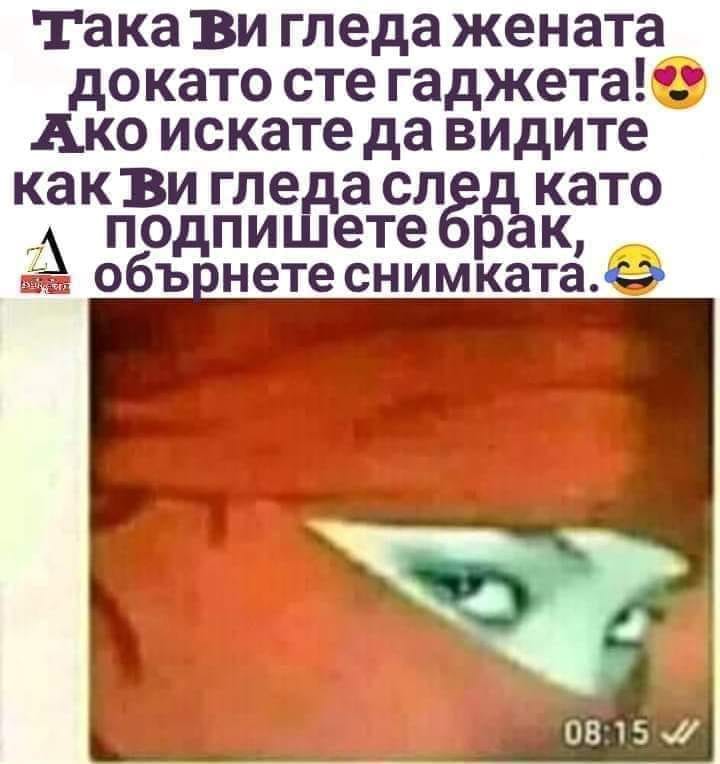 Така Ви гледа жената
докато сте гаджета!😍
Ако искате да видите
как Ви гледа след като
подпишете брак,
обърнете снимката.😂
08:15